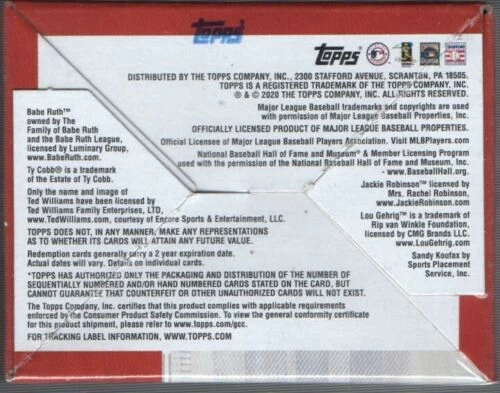 Topps
Topps
DISTRIBUTED BY THE TOPPS COMPANY, INC., 2300 STAFFORD AVENUE, SCRANTON, PA 18505.
TOPPS IS A REGISTERED TRADEMARK OF THE TOPPS COMPANY, INC.
® & © 2020 THE TOPPS COMPANY, INC. ALL RIGHTS RESERVED.
Major League Baseball trademarks and copyrights are used
with permission of Major League Baseball Properties, Inc.
OFFICIALLY LICENSED PRODUCT OF MAJOR LEAGUE BASEBALL PROPERTIES.
Official Licensee of Major League Baseball Players Association. Visit MLBPlayers.com
National Baseball Hall of Fame and Museum® & Member Licensing Program
used with the permission of the National Baseball Hall of Fame and Museum.
www.BaseballHall.org.
Babe Ruth™
owned by The
Family of Babe Ruth
and the Babe Ruth League,
licensed by Luminary Group,
www.BabeRuth.com.
Ty Cobb® is a trademark
of the Estate of Ty Cobb.
Only the name and image of
Ted Williams have been licensed by
Ted Williams Family Enterprises, LTD,
www.TedWilliams.com, courtesy of Encore Sports & Entertainment, LLC.
Jackie Robinson™ licensed by
Mrs. Rachel Robinson,
www.JackieRobinson.com
Lou Gehrig™ is a trademark of
Rip van Winkle Foundation,
licensed by CMG Brands LLC.
www.LouGehrig.com
Sandy Koufax by
Sports Placement
Service, Inc.
TOPPS DOES NOT, IN ANY MANNER, MAKE ANY REPRESENTATIONS
AS TO WHETHER ITS CARDS WILL ATTAIN ANY FUTURE VALUE.
Redemption cards generally carry a 2 year expiration date.
Actual dates will vary. Details on individual cards.
*TOPPS HAS AUTHORIZED ONLY THE PACKAGING AND DISTRIBUTION OF THE NUMBER OF
SEQUENTIALLY NUMBERED AND/OR HAND NUMBERED CARDS STATED ON THE CARD, BUT
CANNOT GUARANTEE THAT COUNTERFEIT OR OTHER UNAUTHORIZED CARDS WILL NOT EXIST.
The Topps Company, Inc. certifies that this product complies with applicable requirements
enforced by the Consumer Product Safety Commission. To view the general conformity certificate
for this product shipment, please refer to www.topps.com/gcc.
FOR TRACKING LABEL INFORMATION, WWW.TOPPS.COM